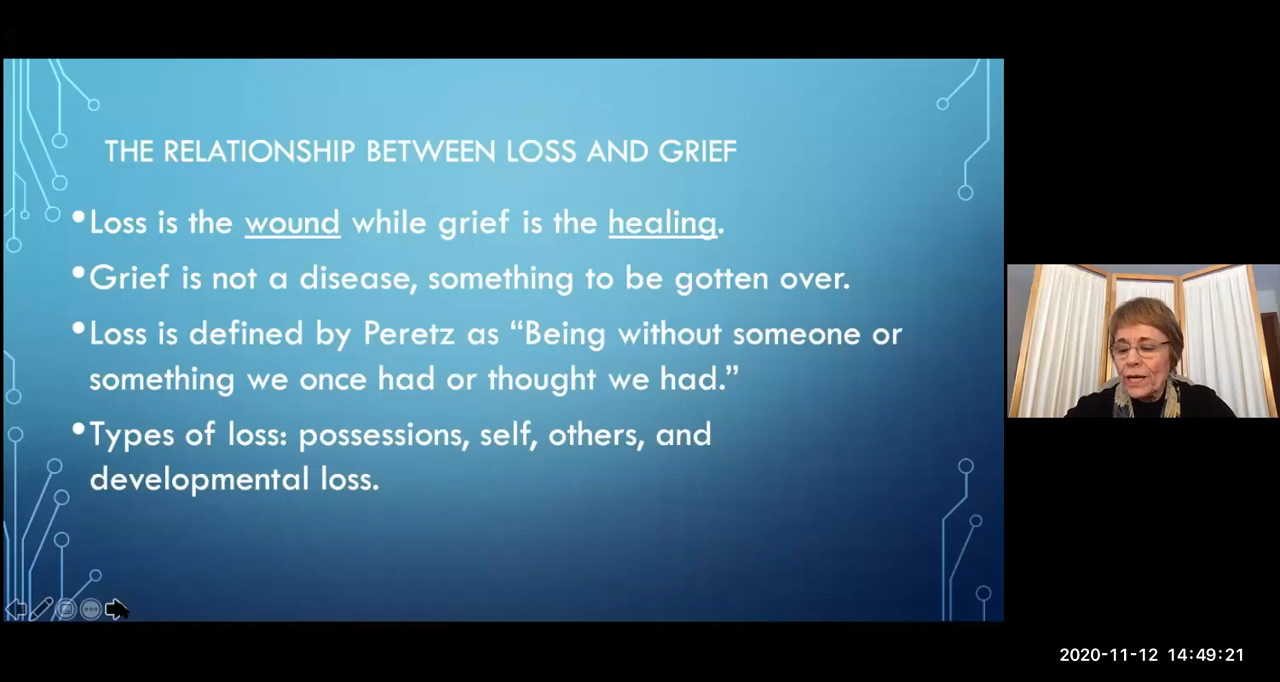 THE RELATIONSHIP BETWEEN LOSS AND GRIEF
•Loss is the wound while grief is the healing.
•Grief is not a disease, something to be gotten over.
•Loss is defined by Peretz as “Being without someone or
something we once had or thought we had.”
•Types of loss: possessions, self, others, and
developmental loss.
2020-11-12 14:49:21